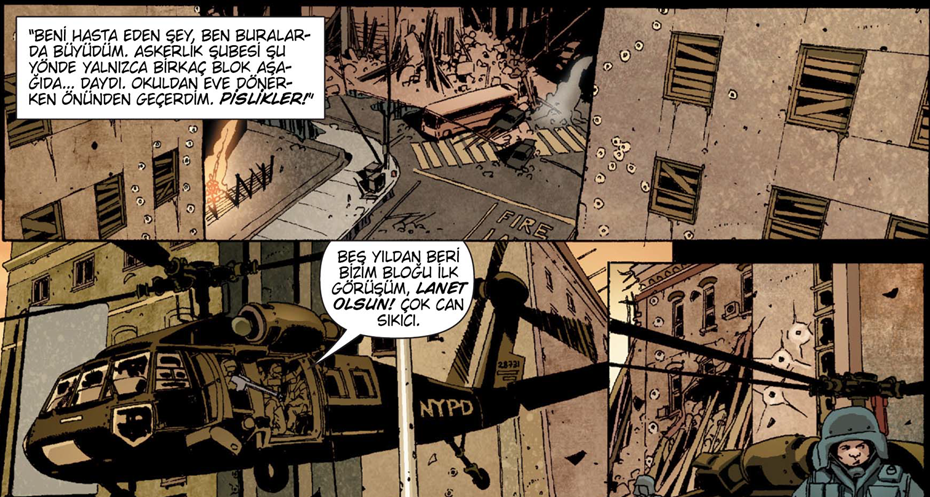 "BENİ HASTA EDEN ŞEY, BEN BURALAR-
DA BÜYÜDÜM. ASKERLİK ŞUBESİ ŞU
YÖNDE YALNIZCA BİRKAÇ BLOK AŞA-
ĞIDA... DAYDI. OKULDAN EVE DÖNER-
KEN ÖNÜNDEN GEÇERDİM. PİSLİKLER!"
FIRE
BEŞ YILDAN BERİ
BİZİM BLOĞU İLK
GÖRÜŞÜM, LANET
OLSUN! ÇOK CAN
SIKICI.
NYPD